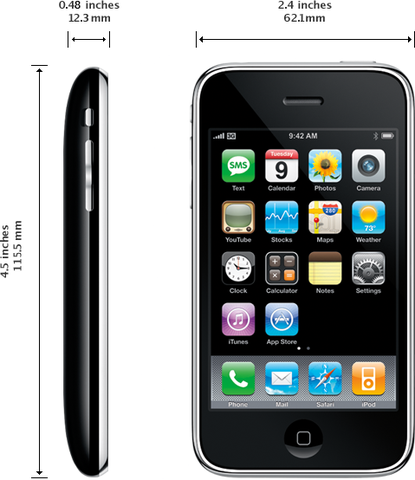 0.48 inches
12.3 mm
2.4 inches
62.1mm
4.5 inches
115.5 mm
3G
9:42 AM
SMS
Tuesday
9
280
73°
Text
Calendar
Photos
Camera
YouTube
Stocks
Maps
Weather
Clock
Calculator
Notes
Settings
iTunes
App Store
Phone
Mail
Safari
iPod